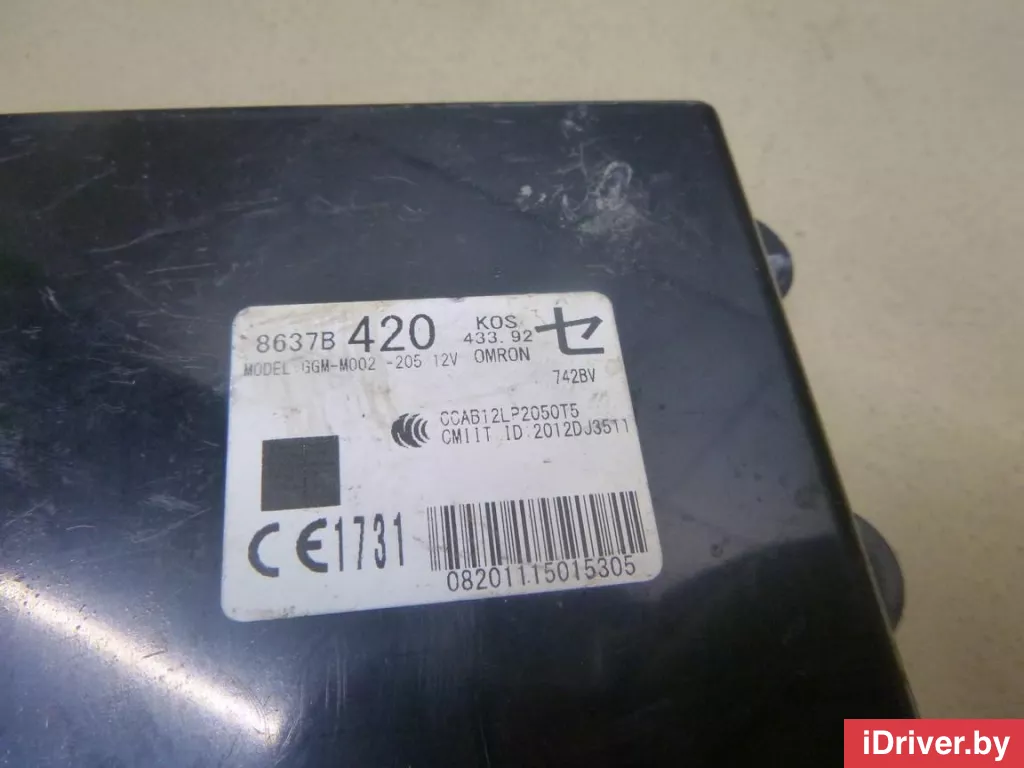 8637B 420 KOS 433.92 セ
MODEL GGM-M002 -205 12V OMRON
742BV
CCAB12LP2050T5
CMIIT ID 2012DJ3511
CE1731
08201115015305
iDriver.by